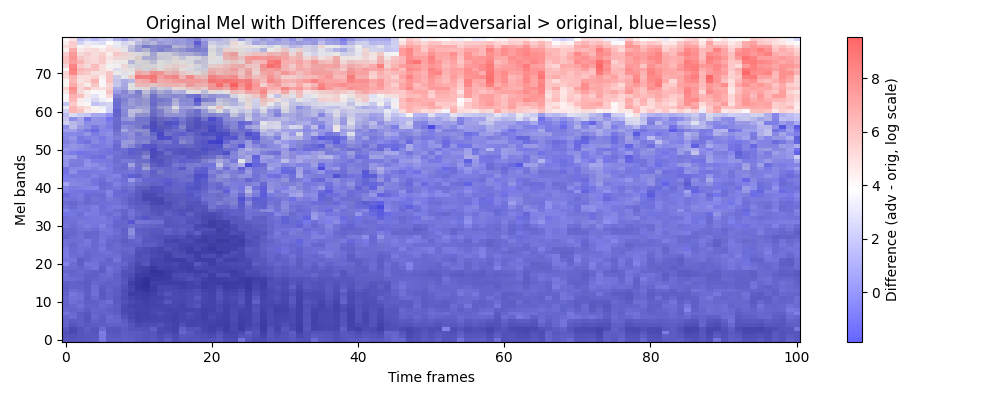 Original Mel with Differences (red=adversarial > original, blue=less)
Mel bands
70
60
50
40
30
20
10
0
0 20 40 60 80 100
Time frames
8
6
4
2
0
Difference (adv - orig, log scale)